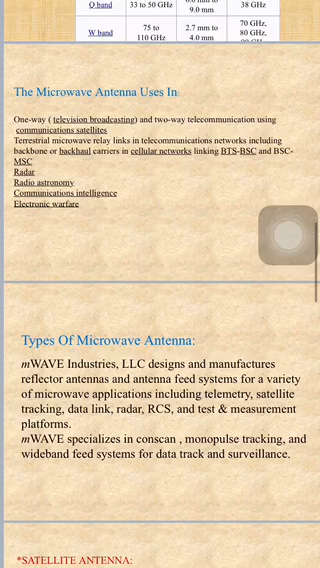 Q band 33 to 50 GHz 9.0 mm 38 GHz
W band 75 to 110 GHz 2.7 mm to 4.0 mm 70 GHz, 80 GHz,
The Microwave Antenna Uses In:
One-way ( television broadcasting) and two-way telecommunication using
communications satellites
Terrestrial microwave relay links in telecommunications networks including
backbone or backhaul carriers in cellular networks linking BTS-BSC and BSC-
MSC
Radar
Radio astronomy
Communications intelligence
Electronic warfare
Types Of Microwave Antenna:
mWAVE Industries, LLC designs and manufactures
reflector antennas and antenna feed systems for a variety
of microwave applications including telemetry, satellite
tracking, data link, radar, RCS, and test & measurement
platforms.
mWAVE specializes in conscan , monopulse tracking, and
wideband feed systems for data track and surveillance.
*SATELLITE ANTENNA: